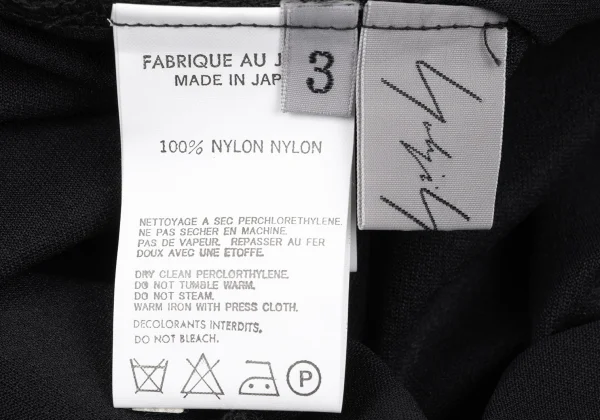 FABRIQUE AU J
MADE IN JAP
3
100% NYLON NYLON
NETTOYAGE A SEC PERCHLORETHYLENE.
NE PAS SECHER EN MACHINE.
PAS DE VAPEUR, REPASSER AU FER
DOUX AVEC UNE ETOFFE.
DRY CLEAN PERCLORTHYLENE.
DO NOT TUMBLE WARM,
DO NOT STEAM.
WARM IRON WITH PRESS CLOTH.
DECOLORANTS INTERDITS,
DO NOT BLEACH.
P